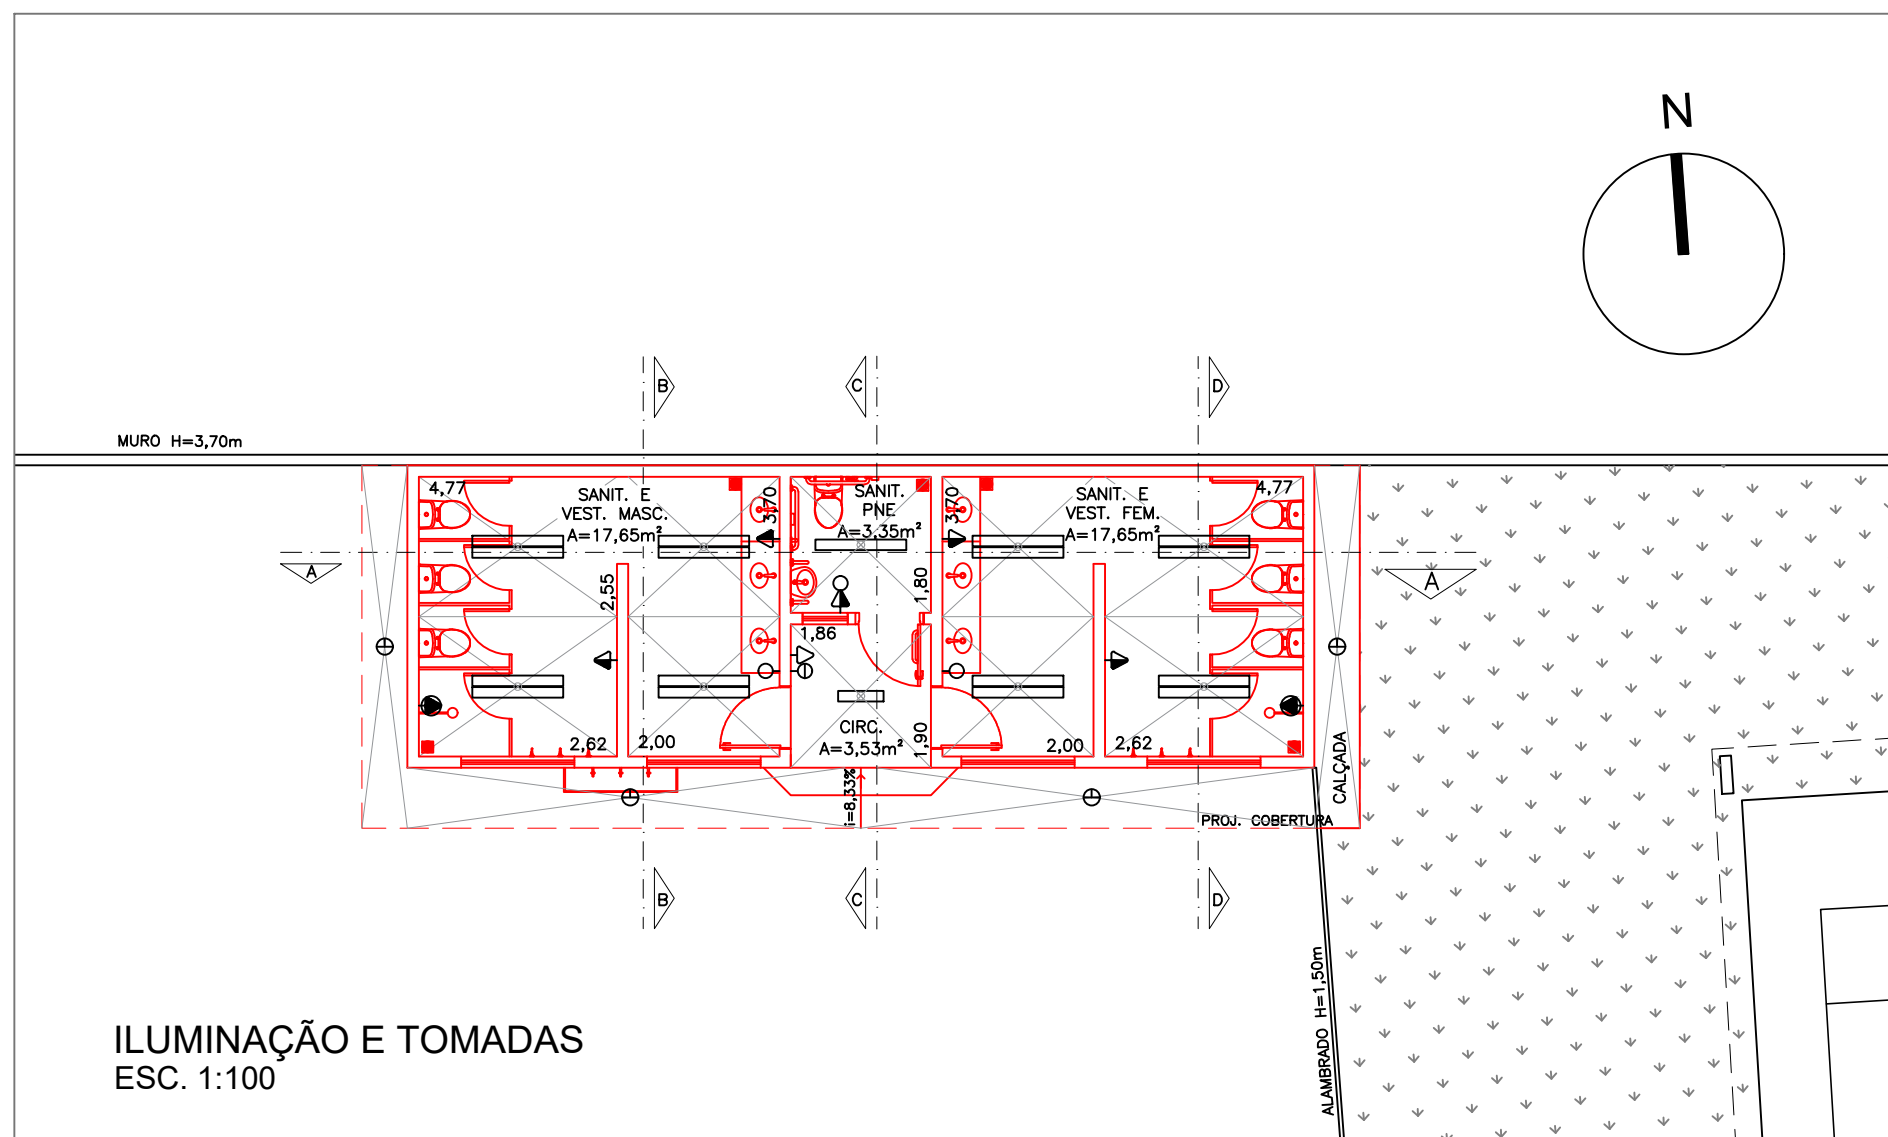 N
B
C
D
MURO H=3,70m
4,77
SANIT. E
VEST. MASC.
A=17,65m²
3,70
SANIT.
PNE
A=3,35m²
3,70
SANIT. E
VEST. FEM.
A=17,65m²
4,77
A
A
2,55
1,80
1,86
2,62
2,00
CIRC.
A=3,53m²
1,90
2,00
2,62
i=8,33%
CALÇADA
PROJ. COBERTURA
B
C
D
ALAMBRADO H=1,50m
ILUMINAÇÃO E TOMADAS
ESC. 1:100